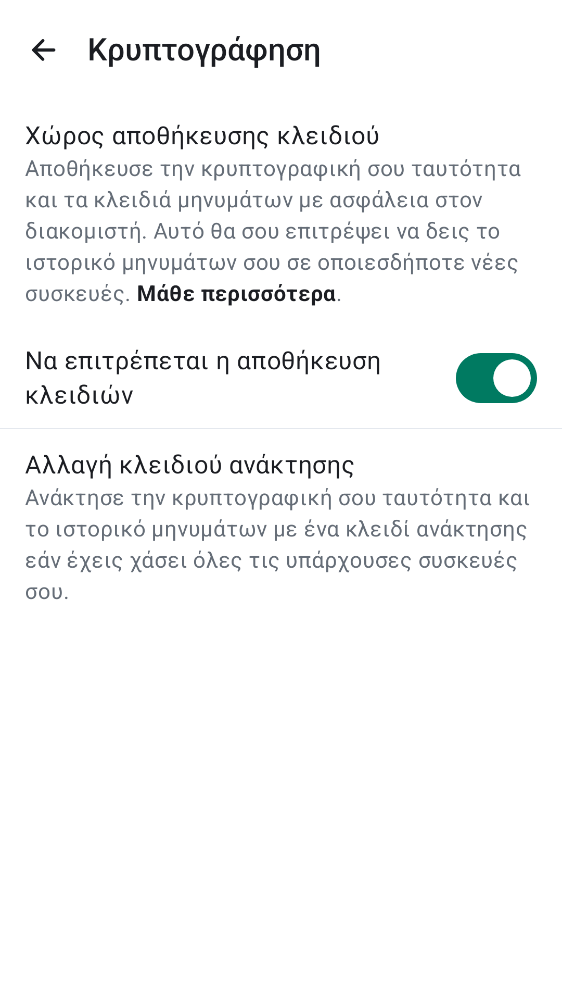 Κρυπτογράφηση
Χώρος αποθήκευσης κλειδιού
Αποθήκευσε την κρυπτογραφική σου ταυτότητα
και τα κλειδιά μηνυμάτων με ασφάλεια στον
διακομιστή. Αυτό θα σου επιτρέψει να δεις το
ιστορικό μηνυμάτων σου σε οποιεσδήποτε νέες
συσκευές. Μάθε περισσότερα.
Να επιτρέπεται η αποθήκευση
κλειδιών
Αλλαγή κλειδιού ανάκτησης
Ανάκτησε την κρυπτογραφική σου ταυτότητα και
το ιστορικό μηνυμάτων με ένα κλειδί ανάκτησης
εάν έχεις χάσει όλες τις υπάρχουσες συσκευές
σου.